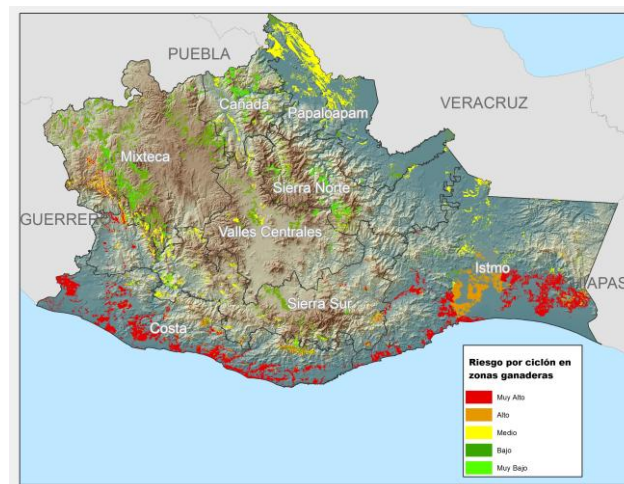 PUEBLA
VERACRUZ
Cañada
Papaloapam
Mixteca
Sierra Norte
GUERRERO
Valles Centrales
Istmo
CHIAPAS
Sierra Sur
Costa
Riesgo por ciclón en
zonas ganaderas
Muy Alto
Alto
Medio
Bajo
Muy Bajo